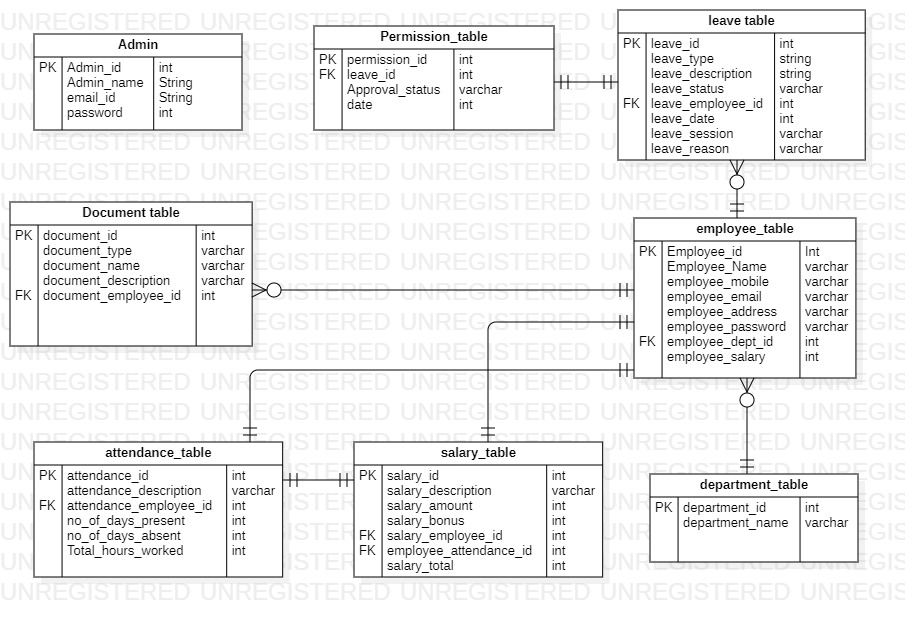 Admin
PK Admin_id int
Admin_name String
email_id String
password int
Permission_table
PK permission_id int
FK leave_id int
Approval_status varchar
date int
leave table
PK leave_id int
leave_type string
leave_description string
leave_status varchar
FK leave_employee_id int
leave_date int
leave_session varchar
leave_reason varchar
Document table
PK document_id int
document_type varchar
document_name varchar
document_description varchar
FK document_employee_id int
employee_table
PK Employee_id Int
Employee_Name varchar
employee_mobile varchar
employee_email varchar
employee_address varchar
employee_password varchar
FK employee_dept_id int
employee_salary int
attendance_table
PK attendance_id int
attendance_description varchar
FK attendance_employee_id int
no_of_days_present int
no_of_days_absent int
Total_hours_worked int
salary_table
PK salary_id int
salary_description varchar
salary_amount int
salary_bonus int
FK salary_employee_id int
FK employee_attendance_id int
salary_total int
department_table
PK department_id int
department_name varchar
UNREGISTERED